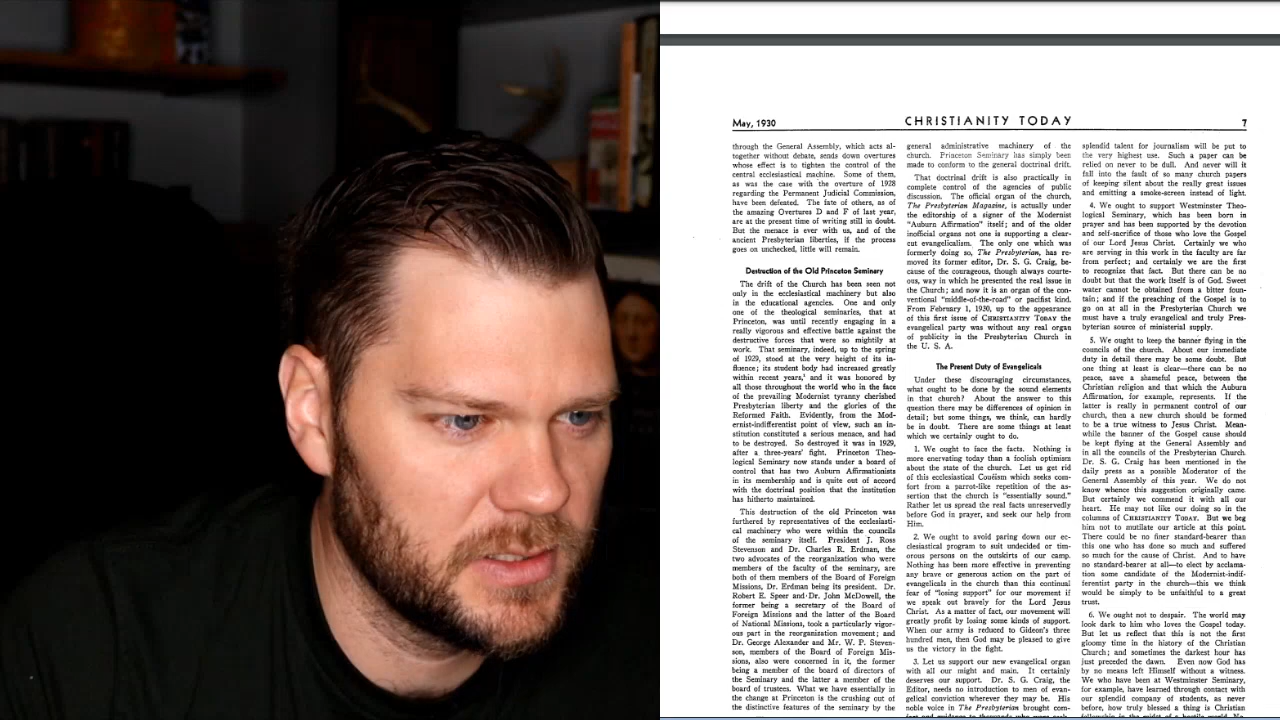 May, 1930
CHRISTIANITY TODAY
7
through the General Assembly, which acts al-
together without debate, sends down overtures
whose effect is to tighten the control of the
central ecclesiastical machine. Some of them,
as was the case with the overture of 1928
regarding the Permanent Judicial Commission,
have been defeated. The fate of others, as of
the amazing Overtures D and F of last year,
are at the present time of writing still in doubt.
But the menace is ever with us, and of the
ancient Presbyterian liberties, if the process
goes on unchecked, little will remain.
Destruction of the Old Princeton Seminary
The drift of the Church has been seen not
only in the ecclesiastical machinery but also
in the educational agencies. One and only
one of the theological seminaries, that at
Princeton, was until recently engaging in a
really vigorous and effective battle against the
destructive forces that were so mightily at
work. That seminary, indeed, up to the spring
of 1929, stood at the very height of its in-
fluence; its student body had increased greatly
within recent years,¹ and it was honored by
all those throughout the world who in the face
of the prevailing Modernist tyranny cherished
Presbyterian liberty and the glories of the
Reformed Faith. Evidently, from the Mod-
ernist-indifferentist point of view, such an in-
stitution constituted a serious menace, and had
to be destroyed. So destroyed it was in 1929,
after a three-years' fight. Princeton Theo-
logical Seminary now stands under a board of
control that has two Auburn Affirmationists
in its membership and is quite out of accord
with the doctrinal position that the institution
has hitherto maintained.
This destruction of the old Princeton was
furthered by representatives of the ecclesiasti-
cal machinery who were within the councils
of the seminary itself. President J. Ross
Stevenson and Dr. Charles R. Erdman, the
two advocates of the reorganization who were
members of the faculty of the seminary, are
both of them members of the Board of Foreign
Missions, Dr. Erdman being its president. Dr.
Robert E. Speer and Dr. John McDowell, the
former being a secretary of the Board of
Foreign Missions and the latter of the Board
of National Missions, took a particularly vigor-
ous part in the reorganisation movement; and
Dr. George Alexander and Mr. W. P. Steven-
son, members of the Board of Foreign Mis-
sions, also were concerned in it, the former
being a member of the board of directors of
the Seminary and the latter a member of the
board of trustees. What we have essentially in
the change at Princeton is the crushing out of
the distinctive features of the seminary by the
general administrative machinery of the
church. Princeton Seminary has simply been
made to conform to the general doctrinal drift.
That doctrinal drift is also practically in
complete control of the agencies of public
discussion. The official organ of the church,
The Presbyterian Magazine, is actually under
the editorship of a signer of the Modernist
"Auburn Affirmation" itself; and of the older
inofficial organs not one is supporting a clear-
cut evangelicalism. The only one which was
formerly doing so, The Presbyterian, has re-
moved its former editor, Dr. S. G. Craig, be-
cause of the courageous, though always courte-
ous, way in which he presented the real issue in
the Church; and now it is an organ of the con-
ventional "middle-of-the-road" or pacifist kind.
From February 1, 1930, up to the appearance
of this first issue of CHRISTIANITY TODAY the
evangelical party was without any real organ
of publicity in the Presbyterian Church in
the U. S. A.
The Present Duty of Evangelicals
Under these discouraging circumstances,
what ought to be done by the sound elements
in that church? About the answer to this
question there may be differences of opinion in
detail; but some things, we think, can hardly
be in doubt. There are some things at least
which we certainly ought to do.
1. We ought to face the facts. Nothing is
more enervating today than a foolish optimism
about the state of the church. Let us get rid
of this ecclesiastical Couéism which seeks com-
fort from a parrot-like repetition of the as-
sertion that the church is "essentially sound."
Rather let us spread the real facts unreservedly
before God in prayer, and seek our help from
Him.
2. We ought to avoid paring down our ec-
clesiastical program to suit undecided or tim-
orous persons on the outskirts of our camp.
Nothing has been more effective in preventing
any brave or generous action on the part of
evangelicals in the church than this continual
fear of "losing support" for our movement if
we speak out bravely for the Lord Jesus
Christ. As a matter of fact, our movement will
greatly profit by losing some kinds of support.
When our army is reduced to Gideon's three
hundred men, then God may be pleased to give
us the victory in the fight.
3. Let us support our new evangelical organ
with all our might and main. It certainly
deserves our support. Dr. S. G. Craig, the
Editor, needs no introduction to men of evan-
gelical conviction wherever they may be. His
noble voice in The Presbyterian brought com-
splendid talent for journalism will be put to
the very highest use. Such a paper can be
relied on never to be dull. And never will it
fall into the fault of so many church papers
of keeping silent about the really great issues
and emitting a smoke-screen instead of light.
4. We ought to support Westminster Theo-
logical Seminary, which has been born in
prayer and has been supported by the devotion
and self-sacrifice of those who love the Gospel
of our Lord Jesus Christ. Certainly we who
are serving in this work in the faculty are far
from perfect; and certainly we are the first
to recognize that fact. But there can be no
doubt but that the work itself is of God. Sweet
water cannot be obtained from a bitter foun-
tain; and if the preaching of the Gospel is to
go on at all in the Presbyterian Church we
must have a truly evangelical and truly Pres-
byterian source of ministerial supply.
5. We ought to keep the banner flying in the
councils of the church. About our immediate
duty in detail there may be some doubt. But
one thing at least is clear—there can be no
peace, save a shameful peace, between the
Christian religion and that which the Auburn
Affirmation, for example, represents. If the
latter is really in permanent control of our
church, then a new church should be formed
to be a true witness to Jesus Christ. Mean-
while the banner of the Gospel cause should
be kept flying at the General Assembly and
in all the councils of the Presbyterian Church.
Dr. S. G. Craig has been mentioned in the
daily press as a possible Moderator of the
General Assembly of this year. We do not
know whence this suggestion originally came.
But certainly we commend it with all our
heart. He may not like our doing so in the
columns of CHRISTIANITY TODAY. But we beg
him not to mutilate our article at this point.
There could be no finer standard-bearer than
this one who has done so much and suffered
so much for the cause of Christ. And to have
no standard-bearer at all—to elect by acclama-
tion some candidate of the Modernist-indif-
ferentist party in the church—this we think
would be simply to be unfaithful to a great
trust.
6. We ought not to despair. The world may
look dark to him who loves the Gospel today.
But let us reflect that this is not the first
gloomy time in the history of the Christian
Church; and sometimes the darkest hour has
just preceded the dawn. Even now God has
by no means left Himself without a witness.
We who have been at Westminster Seminary,
for example, have learned through contact with
our splendid company of students, as never
before, how truly blessed a thing is Christian